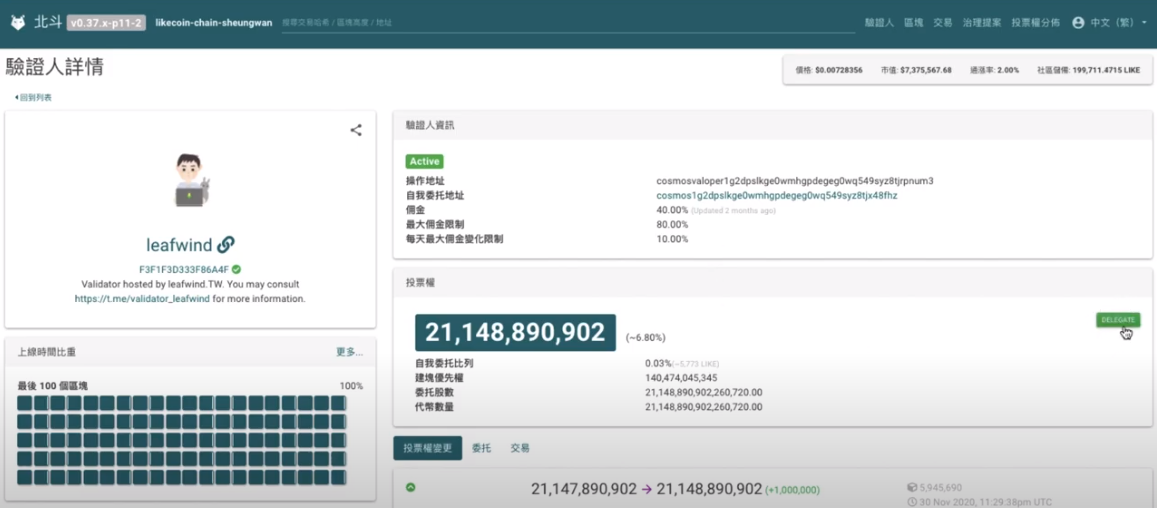 北斗 v0.37.x-p11-2 likecoin-chain-sheungwan 搜尋交易哈希 / 區塊高度 / 地址 驗證人 區塊 交易 治理提案 投票權分佈 中文 (繁)
驗證人詳情
價格: $0.00728356 市值: $7,375,567.68 通漲率: 2.00% 社區儲備: 199,711.4715 LIKE
回到列表
leafwind
F3F1F3D333F86A4F
Validator hosted by leafwind.TW. You may consult
https://t.me/validator_leafwind for more information.
上線時間比重 更多...
最後 100 個區塊 100%
驗證人資訊
Active
操作地址 cosmosvaloper1g2dpslkge0wmhgpdegeg0wq549syz8tjrpnum3
自我委托地址 cosmos1g2dpslkge0wmhgpdegeg0wq549syz8tjx48fhz
佣金 40.00% (Updated 2 months ago)
最大佣金限制 80.00%
每天最大佣金變化限制 10.00%
投票權
DELEGATE
21,148,890,902 (~6.80%)
自我委托比列 0.03%(~5,773 LIKE)
建塊優先權 140,474,045,345
委托股數 21,148,890,902,260,720.00
代幣數量 21,148,890,902,260,720.00
投票權變更 委托 交易
21,147,890,902 → 21,148,890,902 (+1,000,000) 5,945,690
30 Nov 2020, 11:29:38pm UTC